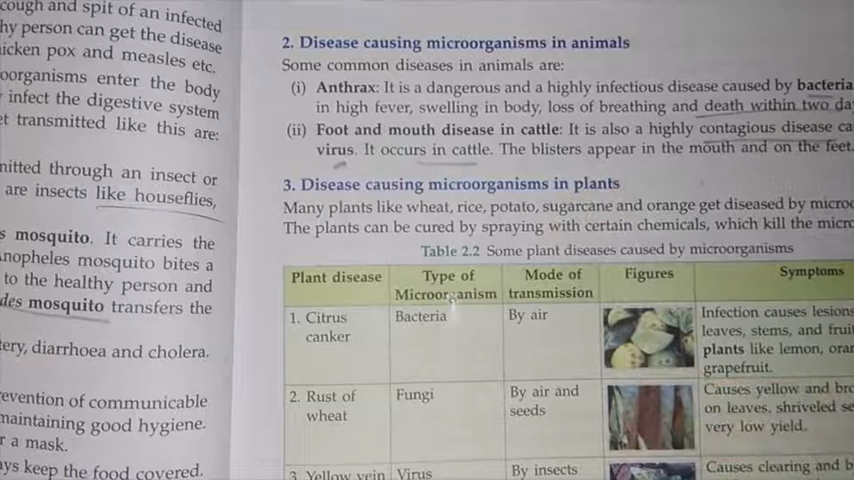 cough and spit of an infected
hy person can get the disease
icken pox and measles etc.
oorganisms enter the body
infect the digestive system
et transmitted like this are:
nitted through an insect or
are insects like houseflies,
s mosquito. It carries the
nopheles mosquito bites a
to the healthy person and
des mosquito transfers the
tery, diarrhoea and cholera.
evention of communicable
maintaining good hygiene.
r a mask.
ays keep the food covered.
2. Disease causing microorganisms in animals
Some common diseases in animals are:
(i) Anthrax: It is a dangerous and a highly infectious disease caused by bacteria
in high fever, swelling in body, loss of breathing and death within two da
(ii) Foot and mouth disease in cattle: It is also a highly contagious disease ca
virus. It occurs in cattle. The blisters appear in the mouth and on the feet.
3. Disease causing microorganisms in plants
Many plants like wheat, rice, potato, sugarcane and orange get diseased by microo
The plants can be cured by spraying with certain chemicals, which kill the micro
Table 2.2 Some plant diseases caused by microorganisms
Plant disease
Type of
Microorganism
Mode of
transmission
Figures
Symptoms
1. Citrus
canker
Bacteria
By air
Infection causes lesions
leaves, stems, and frui
plants like lemon, oran
grapefruit.
2. Rust of
wheat
Fungi
By air and
seeds
Causes yellow and bro
on leaves, shriveled se
very low yield.
3. Yellow vein
Virus
By insects
Causes clearing and b